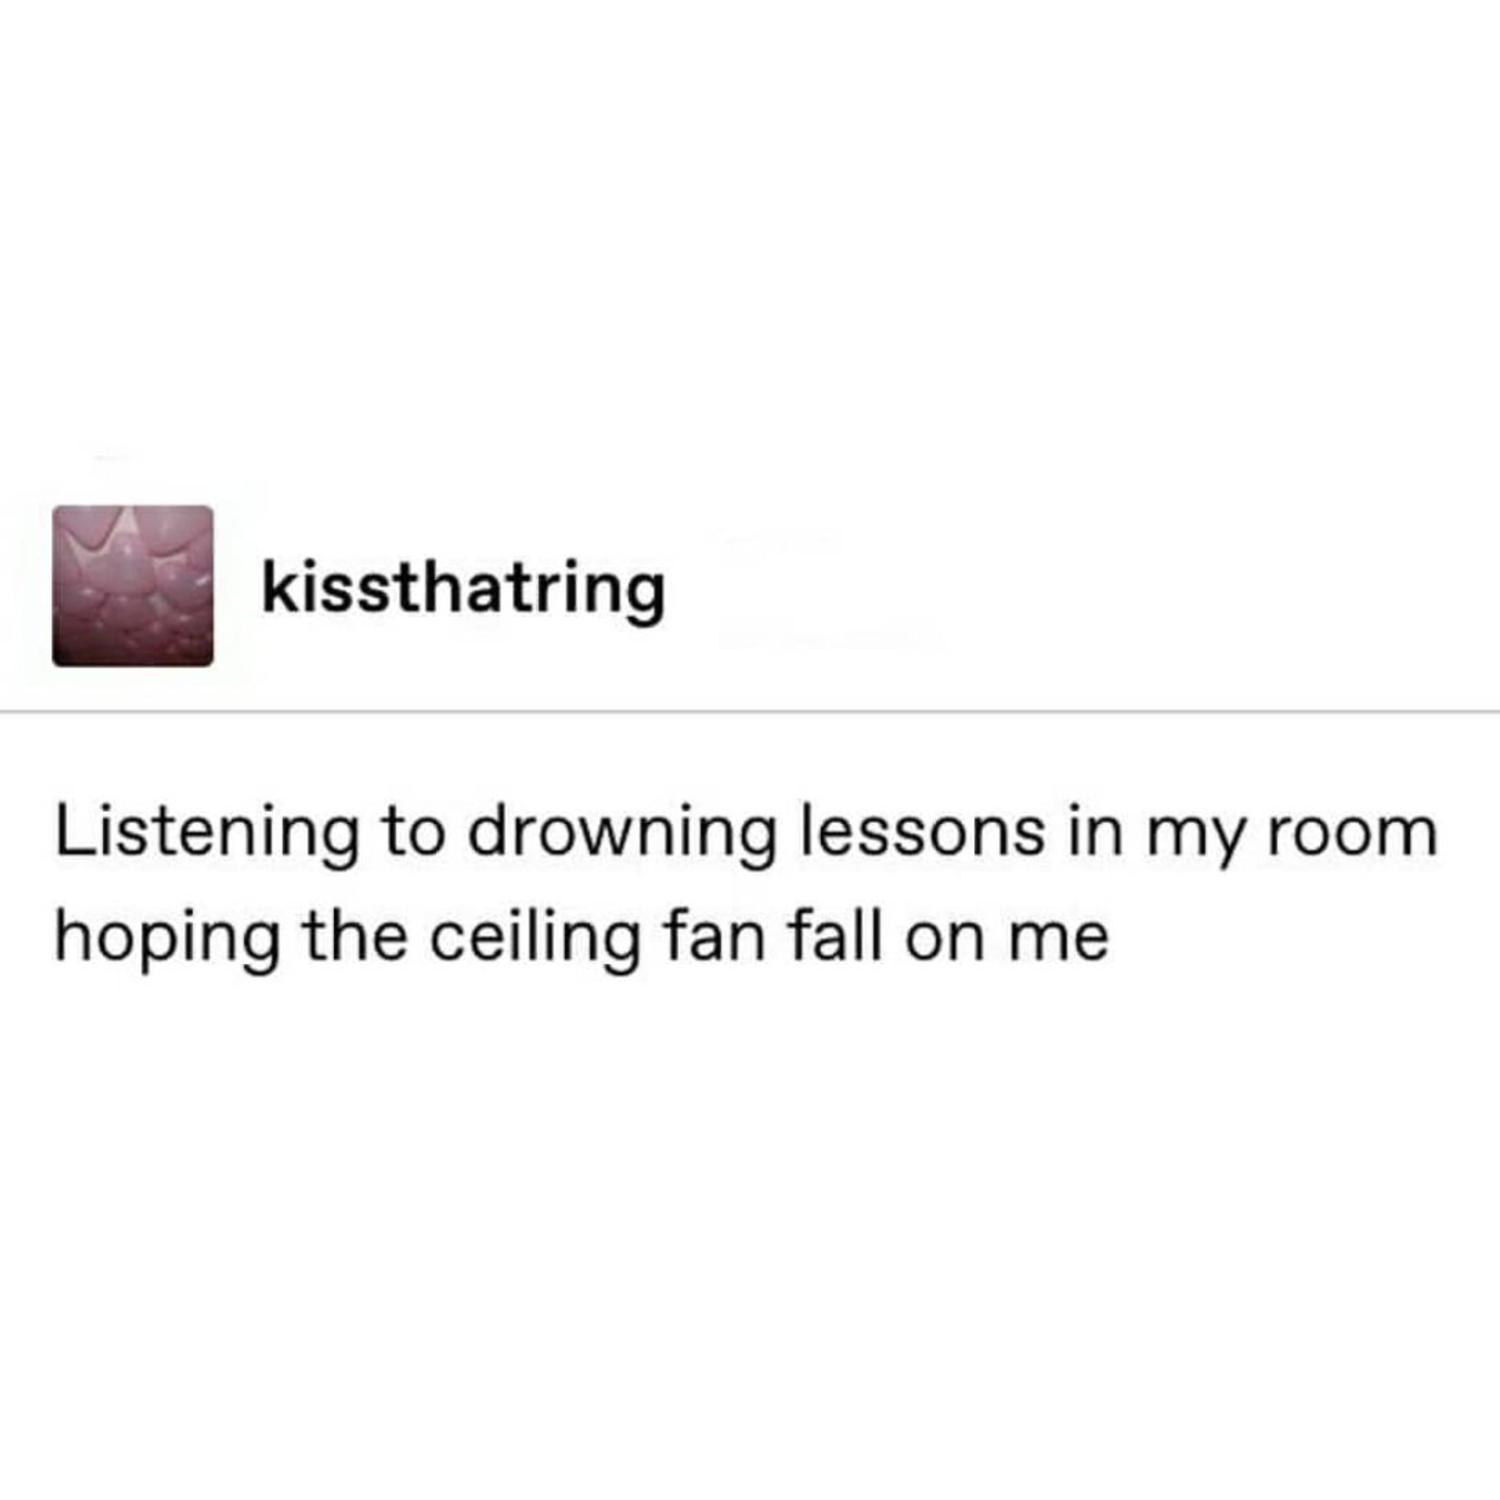 kissthatring
Listening to drowning lessons in my room
hoping the ceiling fan fall on me